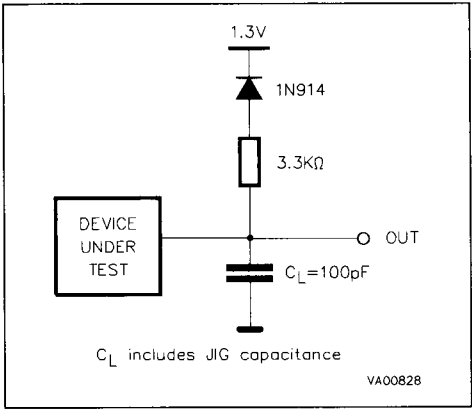 1.3V
1N914
3.3KΩ
DEVICE
UNDER
TEST
OUT
CL=100pF
CL includes JIG capacitance
VA00828